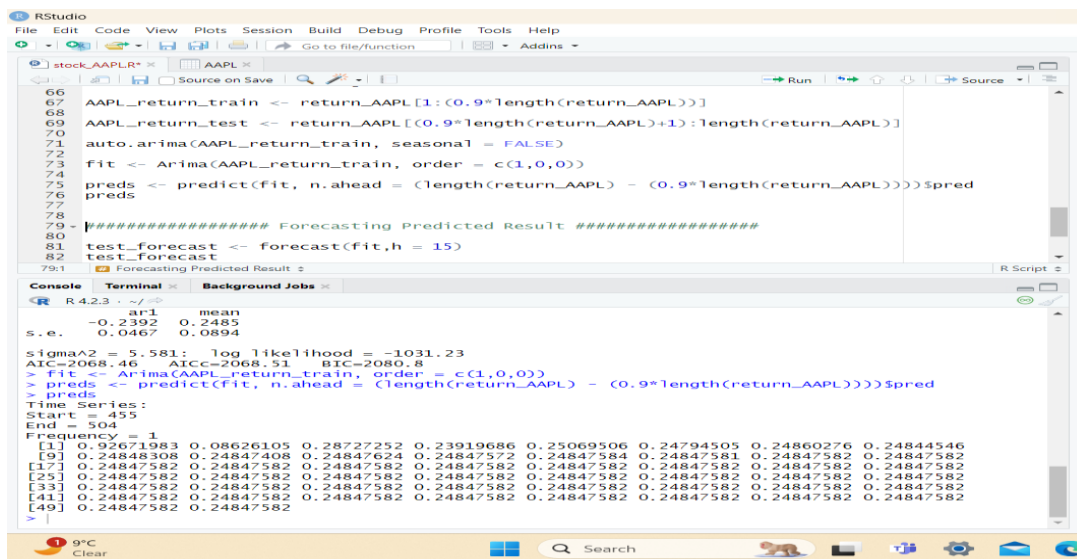 RStudio
File Edit Code View Plots Session Build Debug Profile Tools Help
Go to file/function Addins
stock_AAPL.R* AAPL
Source on Save Run Source
66
67 AAPL_return_train <- return_AAPL[1:(0.9*length(return_AAPL))]
68
69 AAPL_return_test <- return_AAPL[(0.9*length(return_AAPL)+1):length(return_AAPL)]
70
71 auto.arima(AAPL_return_train, seasonal = FALSE)
72
73 fit <- Arima(AAPL_return_train, order = c(1,0,0))
74
75 preds <- predict(fit, n.ahead = (length(return_AAPL) - (0.9*length(return_AAPL))))$pred
76 preds
77
78
79 ################## Forecasting Predicted Result ##################
80
81 test_forecast <- forecast(fit,h = 15)
82 test_forecast
79:1 Forecasting Predicted Result R Script
Console Terminal Background Jobs
R 4.2.3 · ~/
ar1 mean
-0.2392 0.2485
s.e. 0.0467 0.0894
sigma^2 = 5.581: log likelihood = -1031.23
AIC=2068.46 AICc=2068.51 BIC=2080.8
> fit <- Arima(AAPL_return_train, order = c(1,0,0))
> preds <- predict(fit, n.ahead = (length(return_AAPL) - (0.9*length(return_AAPL))))$pred
> preds
Time Series:
Start = 455
End = 504
Frequency = 1
[1] 0.92671983 0.08626105 0.28727252 0.23919686 0.25069506 0.24794505 0.24860276 0.24844546
[9] 0.24848308 0.24847408 0.24847624 0.24847572 0.24847584 0.24847581 0.24847582 0.24847582
[17] 0.24847582 0.24847582 0.24847582 0.24847582 0.24847582 0.24847582 0.24847582 0.24847582
[25] 0.24847582 0.24847582 0.24847582 0.24847582 0.24847582 0.24847582 0.24847582 0.24847582
[33] 0.24847582 0.24847582 0.24847582 0.24847582 0.24847582 0.24847582 0.24847582 0.24847582
[41] 0.24847582 0.24847582 0.24847582 0.24847582 0.24847582 0.24847582 0.24847582 0.24847582
[49] 0.24847582 0.24847582
>
1 9°C
Clear
Search